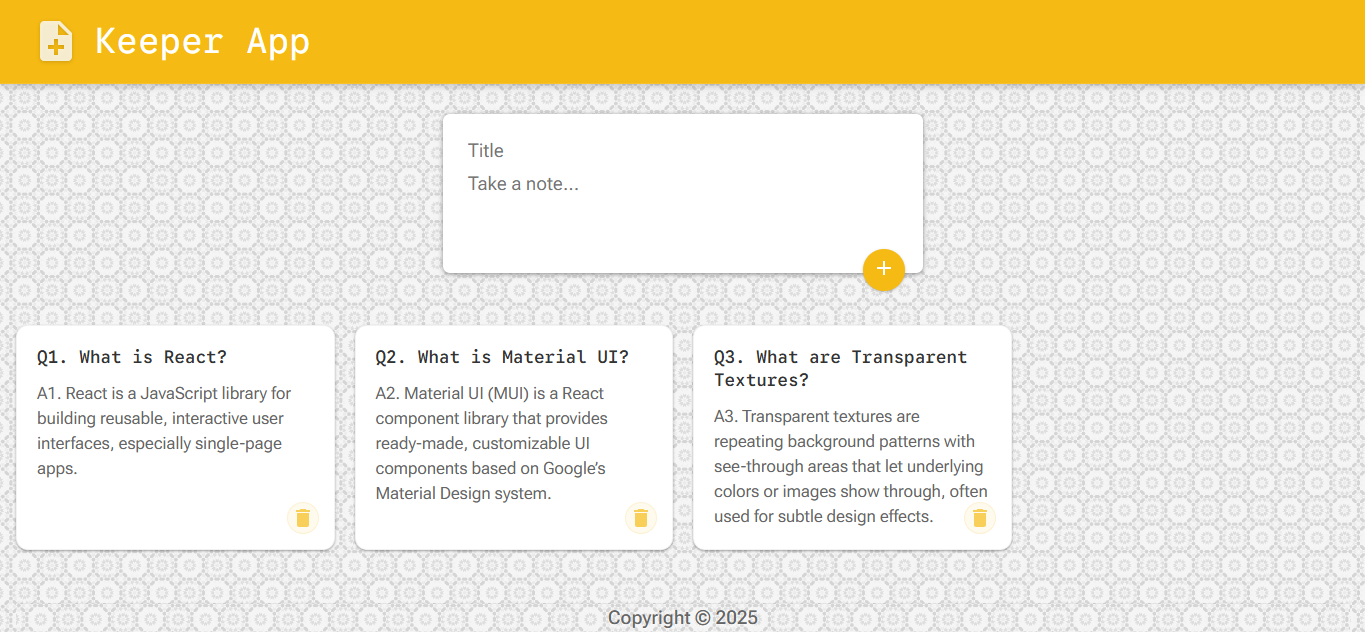 Keeper App
Title
Take a note...
+
Q1. What is React?
A1. React is a JavaScript library for
building reusable, interactive user
interfaces, especially single-page
apps.
Q2. What is Material UI?
A2. Material UI (MUI) is a React
component library that provides
ready-made, customizable UI
components based on Google's
Material Design system.
Q3. What are Transparent
Textures?
A3. Transparent textures are
repeating background patterns with
see-through areas that let underlying
colors or images show through, often
used for subtle design effects.
Copyright © 2025